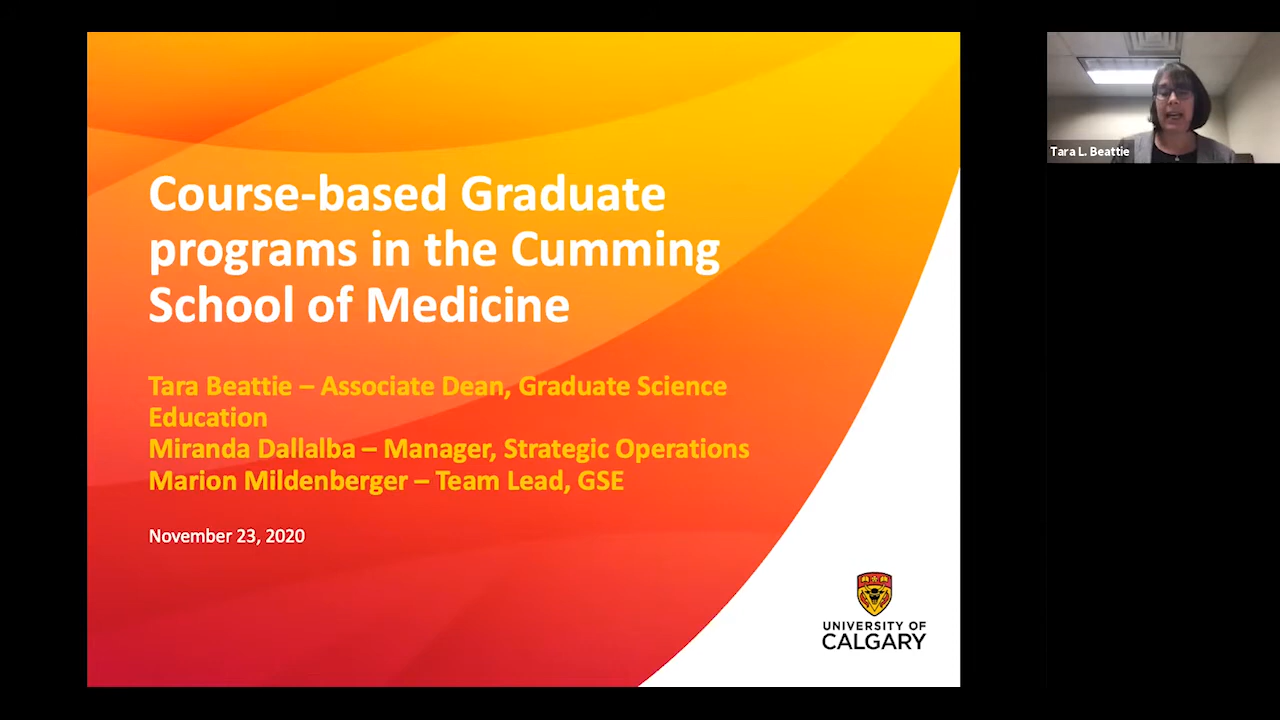 Course-based Graduate
programs in the Cumming
School of Medicine
Tara Beattie – Associate Dean, Graduate Science
Education
Miranda Dallalba – Manager, Strategic Operations
Marion Mildenberger – Team Lead, GSE
November 23, 2020
UNIVERSITY OF
CALGARY
Tara L. Beattie